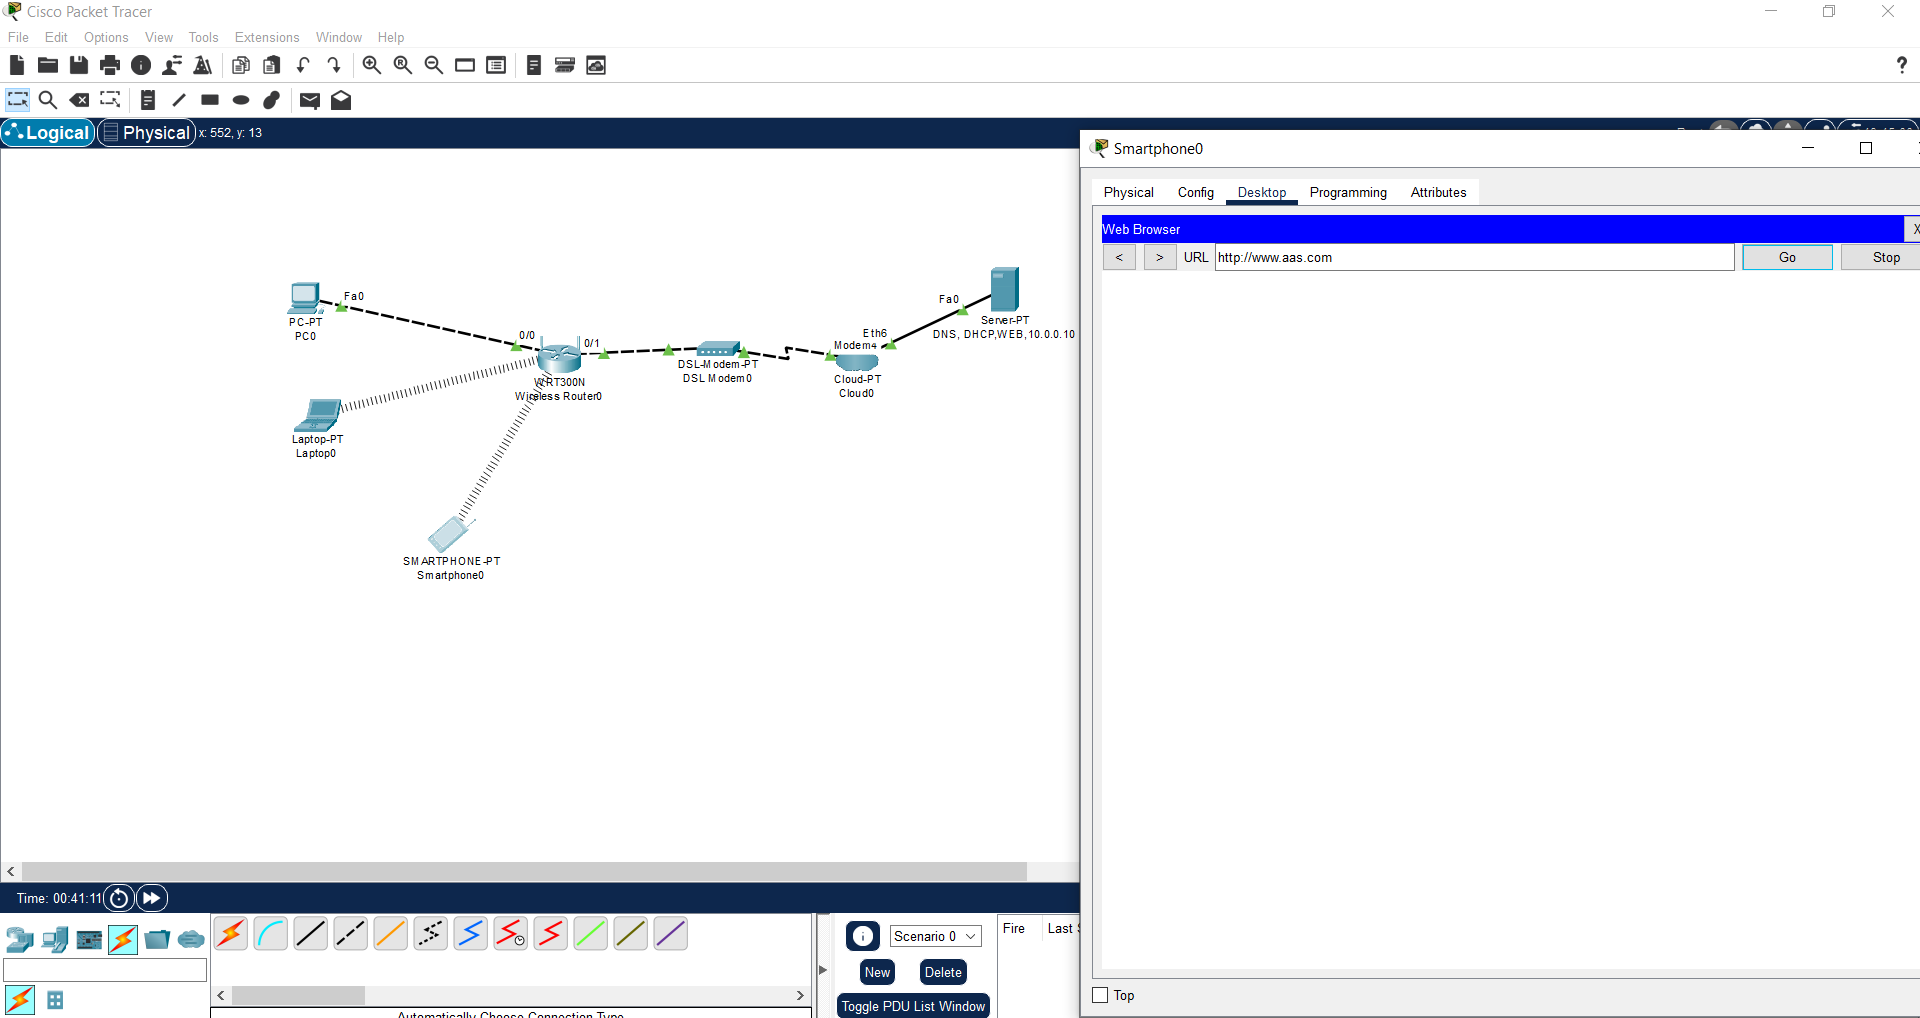 Cisco Packet Tracer
File Edit Options View Tools Extensions Window Help
?
Logical Physical x: 552, y: 13
Smartphone0
Physical Config Desktop Programming Attributes
Web Browser X
< > URL http://www.aas.com Go Stop
Fa0
PC-PT
PC0
0/0
0/1
WRT300N
Wireless Router0
DSL-Modem-PT
DSL Modem0
Eth6
Modem4
Cloud-PT
Cloud0
Fa0
Server-PT
DNS, DHCP,WEB,10.0.0.10
Laptop-PT
Laptop0
SMARTPHONE-PT
Smartphone0
Time: 00:41:11
Scenario 0
Fire Last
New Delete
Toggle PDU List Window
Automatically Choose Connection Type
Top